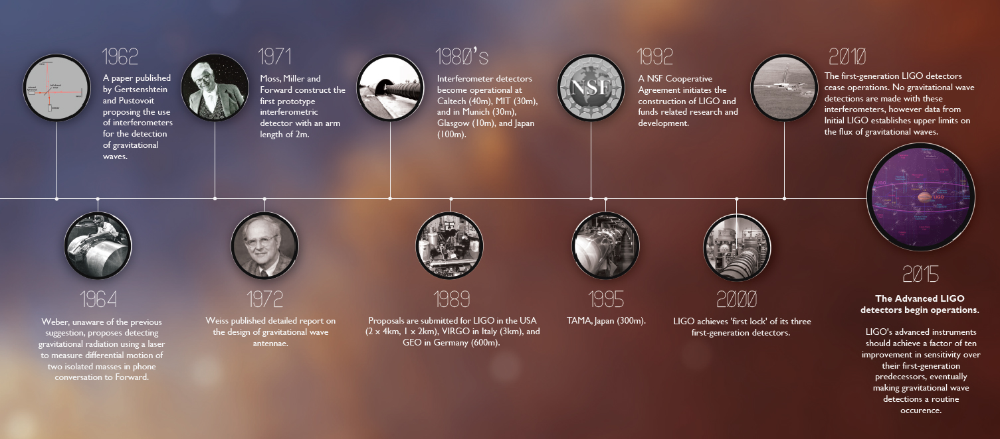 1962
A paper published
by Gertsenshtein
and Pustovoit
proposing the use
of interferometers
for the detection
of gravitational
waves.
1964
Weber, unaware of the previous
suggestion, proposes detecting
gravitational radiation using a laser
to measure differential motion of
two isolated masses in phone
conversation to Forward.
1971
Moss, Miller and
Forward construct the
first prototype
interferometric
detector with an arm
length of 2m.
1972
Weiss published detailed report on
the design of gravitational wave
antennae.
1980's
Interferometer detectors
become operational at
Caltech (40m), MIT (30m),
and in Munich (30m),
Glasgow (10m), and Japan
(100m).
1989
Proposals are submitted for LIGO in the USA
(2 x 4km, 1 x 2km), VIRGO in Italy (3km), and
GEO in Germany (600m).
NSF
1992
A NSF Cooperative
Agreement initiates the
construction of LIGO and
funds related research and
development.
1995
TAMA, Japan (300m).
2000
LIGO achieves 'first lock' of its three
first-generation detectors.
2010
The first-generation LIGO detectors
cease operations. No gravitational wave
detections are made with these
interferometers, however data from
Initial LIGO establishes upper limits on
the flux of gravitational waves.
LIGO
LIGO
2015
The Advanced LIGO
detectors begin operations.
LIGO's advanced instruments
should achieve a factor of ten
improvement in sensitivity over
their first-generation
predecessors, eventually
making gravitational wave
detections a routine
occurence.